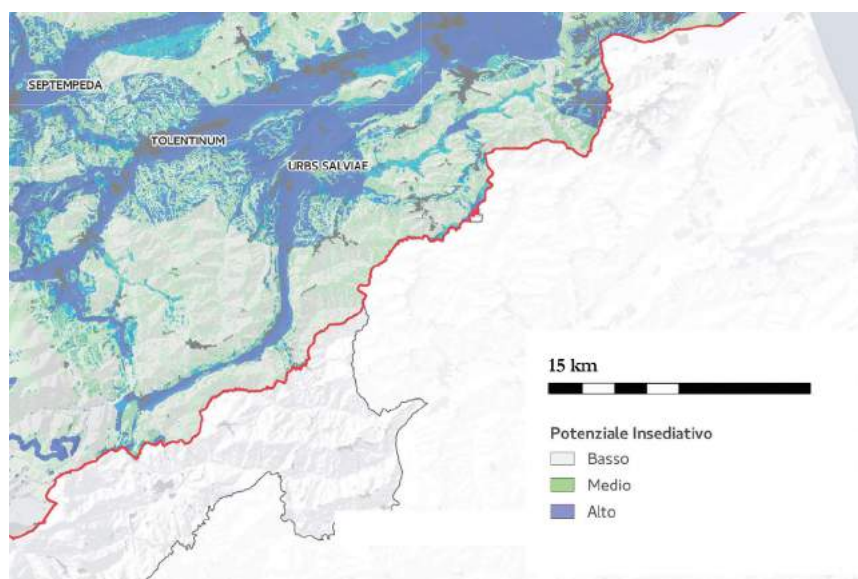 SEPTEMPEDA
TOLENTINUM
URBS SALVIAE
15 km
Potenziale Insediativo
Basso
Medio
Alto